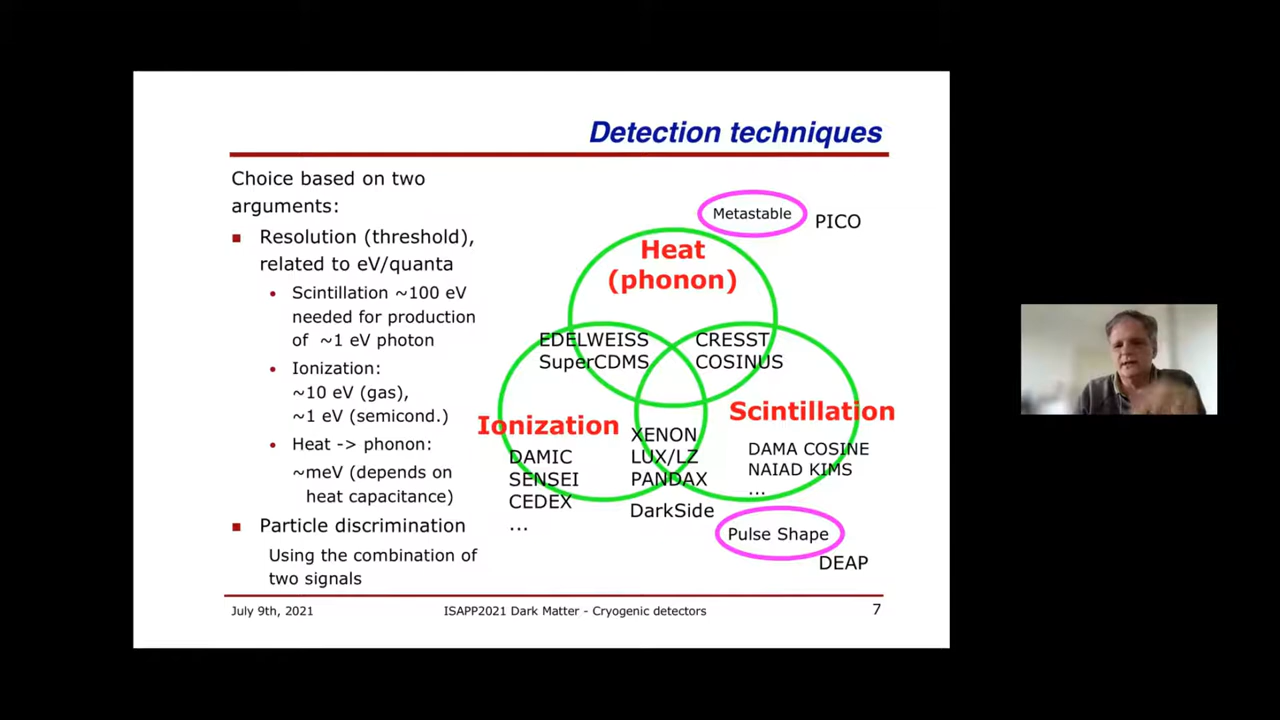 Detection techniques
Choice based on two
arguments:
■ Resolution (threshold),
related to eV/quanta
• Scintillation ~100 eV
needed for production
of ~1 eV photon
• Ionization:
~10 eV (gas),
~1 eV (semicond.)
• Heat -> phonon:
~meV (depends on
heat capacitance)
■ Particle discrimination
Using the combination of
two signals
Metastable
PICO
Heat
(phonon)
EDELWEISS
SuperCDMS
CRESST
COSINUS
Ionization
DAMIC
SENSEI
CEDEX
...
XENON
LUX/LZ
PANDAX
DarkSide
Scintillation
DAMA COSINE
NAIAD KIMS
...
Pulse Shape
DEAP
July 9th, 2021
ISAPP2021 Dark Matter - Cryogenic detectors
7